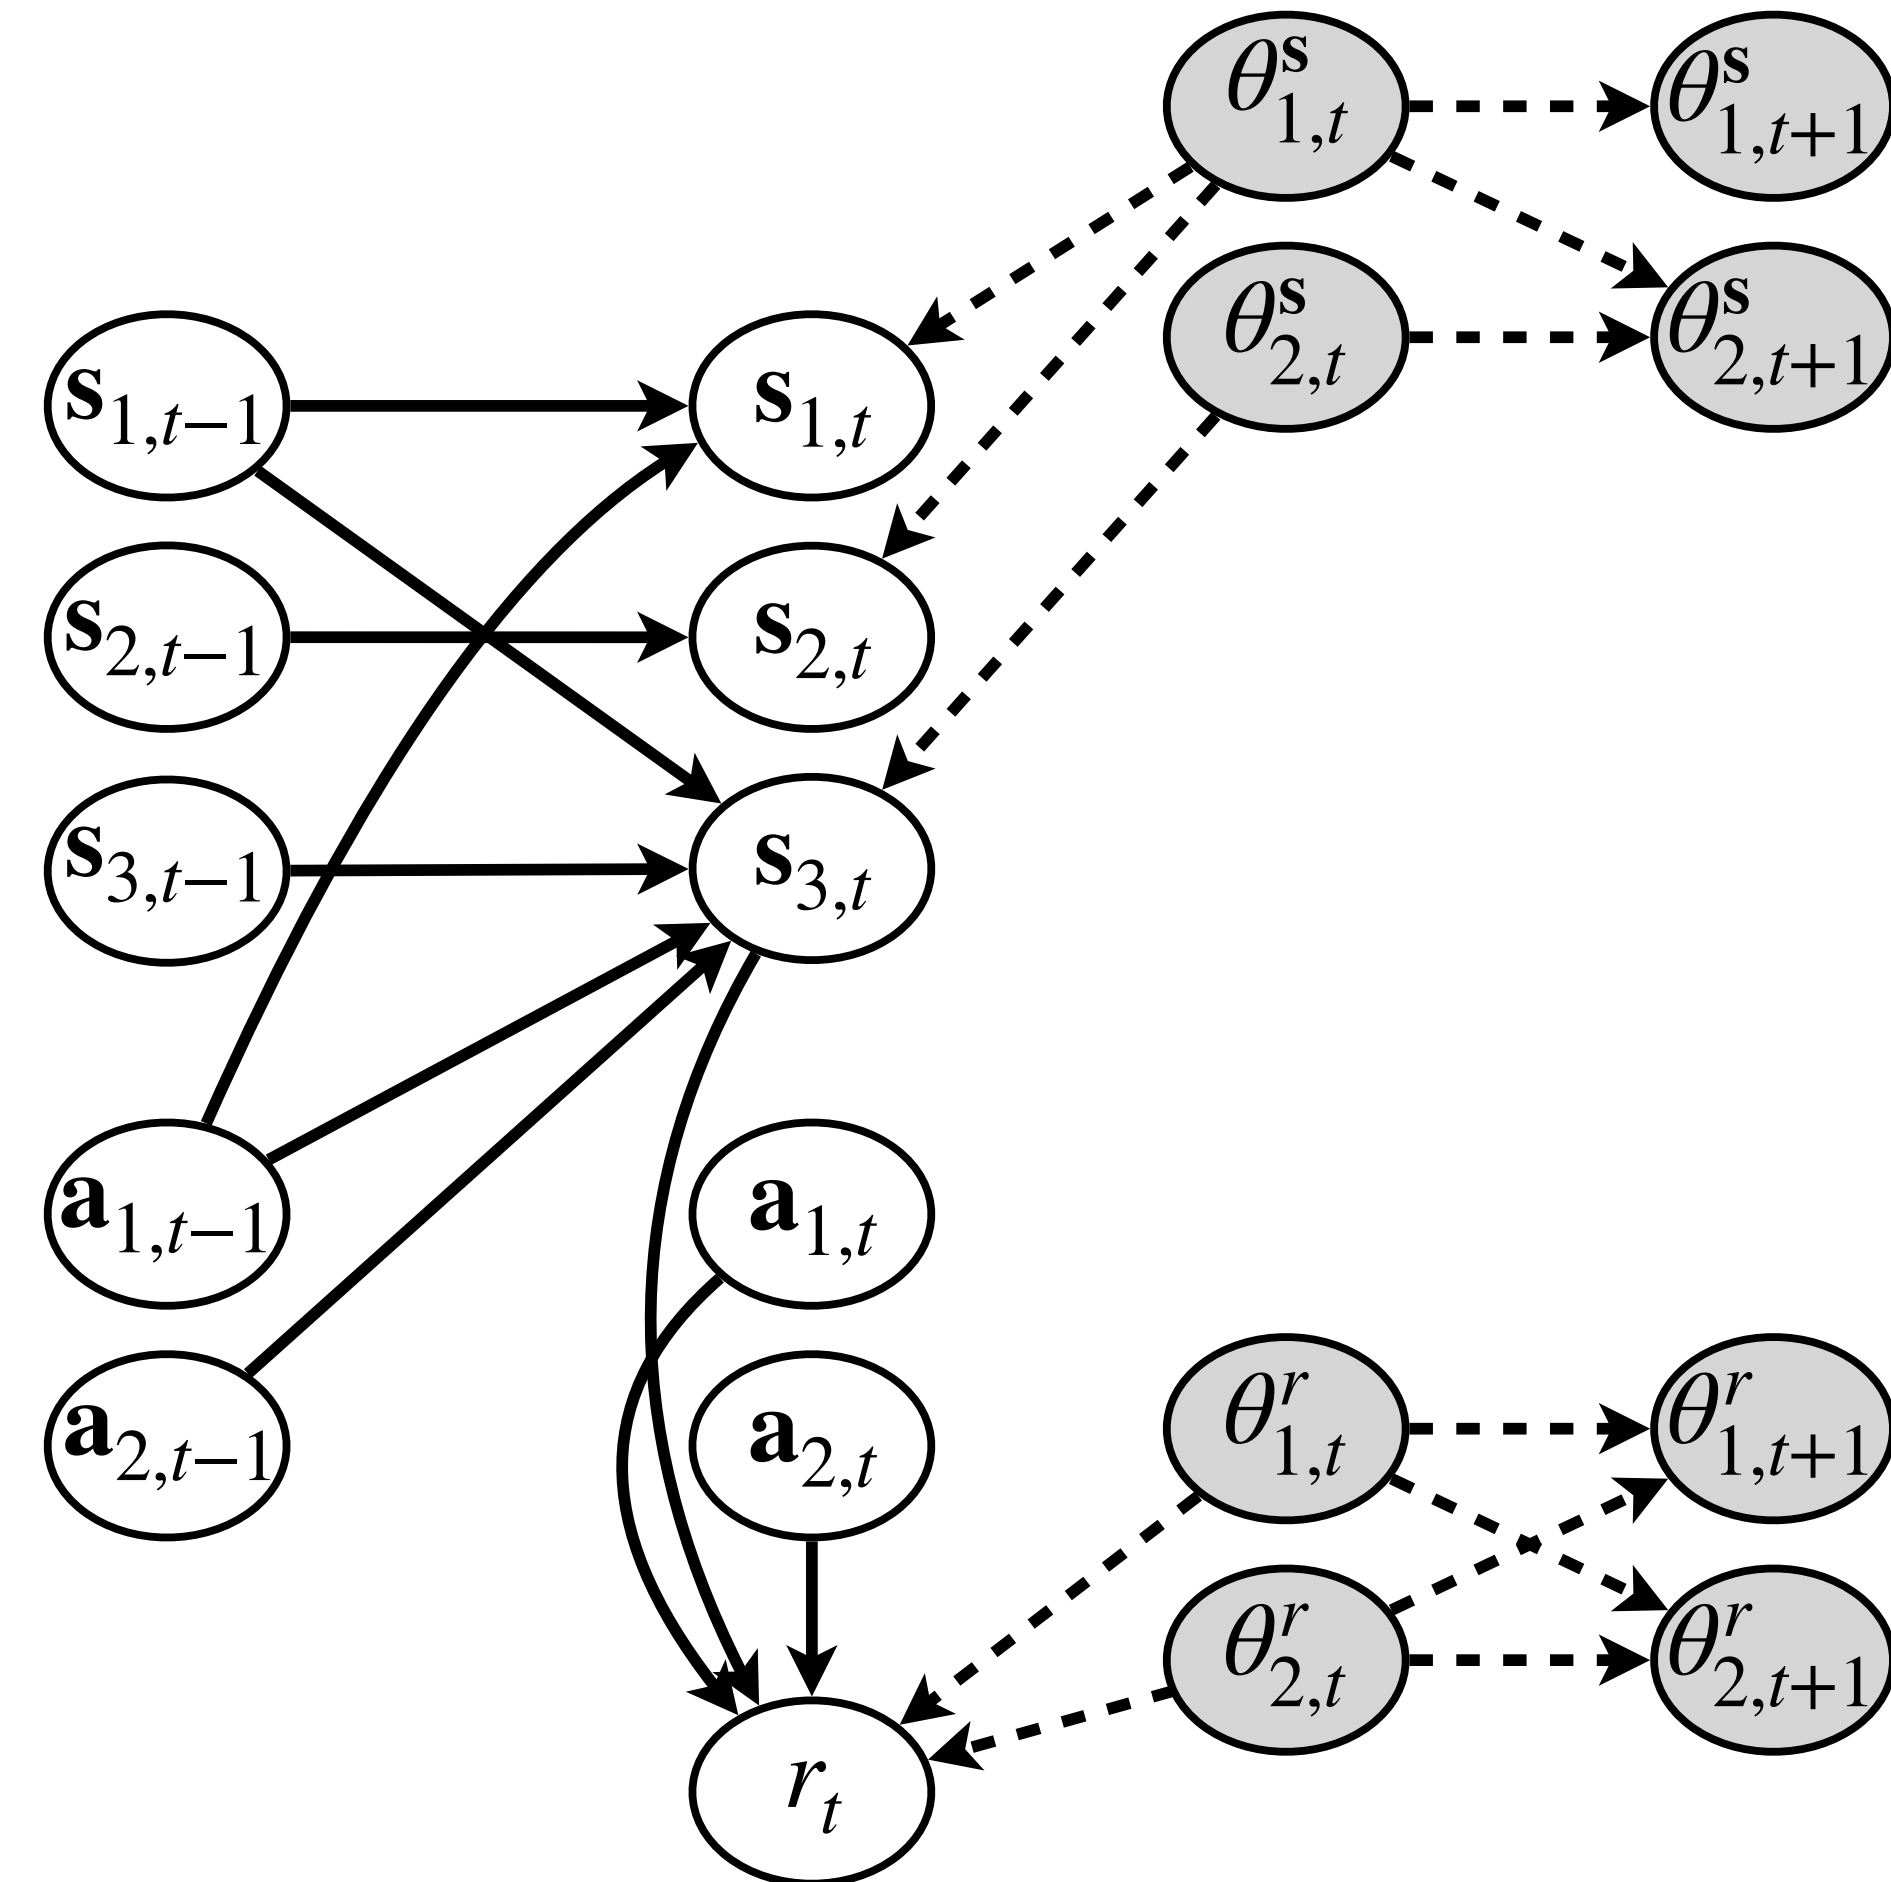 θ^s_{1,t} θ^s_{1,t+1}
θ^s_{2,t} θ^s_{2,t+1}
s_{1,t−1} s_{1,t}
s_{2,t−1} s_{2,t}
s_{3,t−1} s_{3,t}
a_{1,t−1} a_{1,t}
a_{2,t−1} a_{2,t}
θ^r_{1,t} θ^r_{1,t+1}
θ^r_{2,t} θ^r_{2,t+1}
r_t